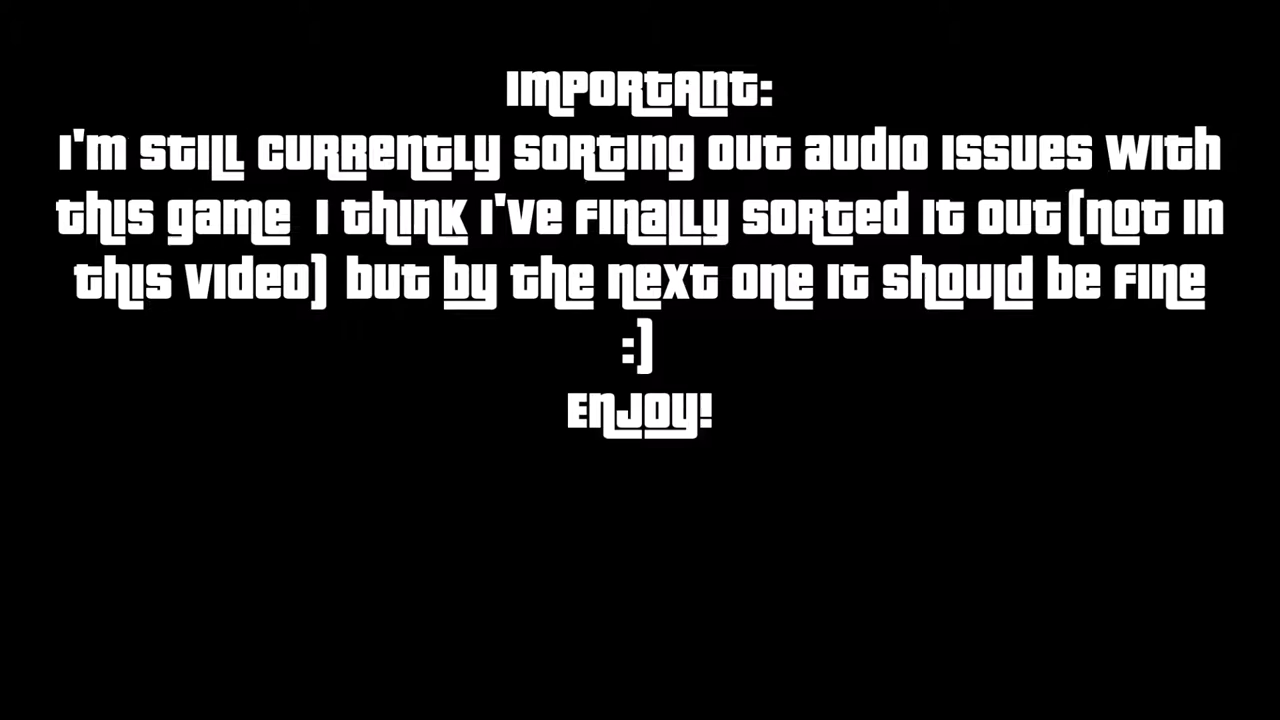 IMPORTANT:
I'm still currently sorting out audio issues with
this game I think I've finally sorted it out(not in
this video) but by the next one it should be fine
:)
Enjoy!